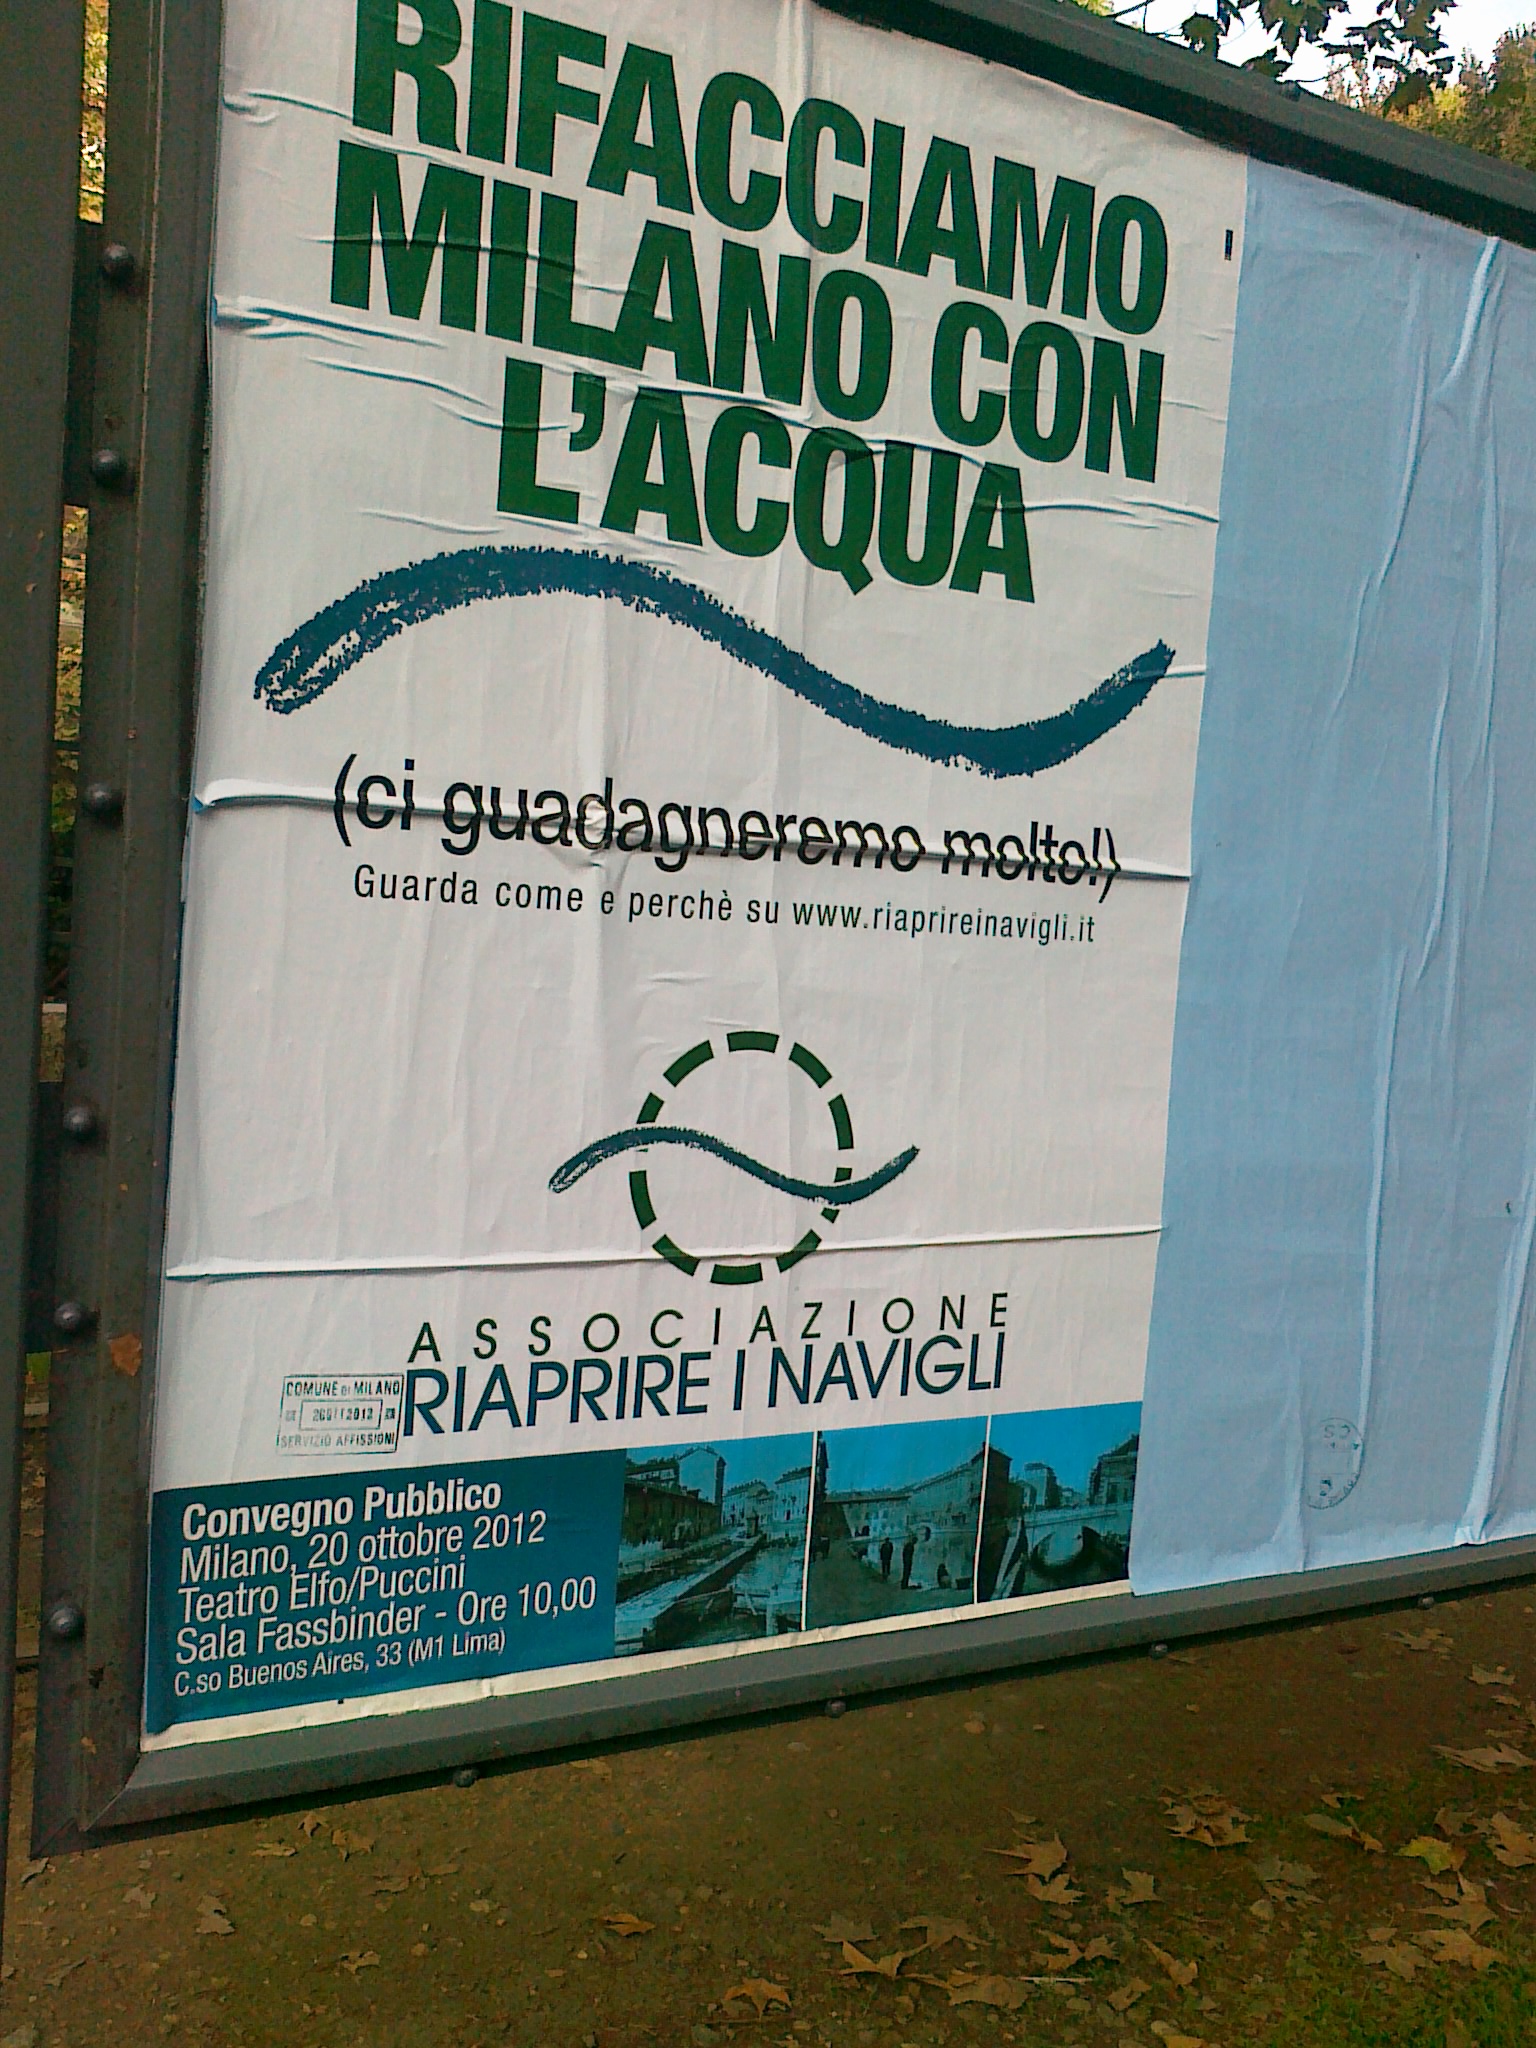 RIFACCIAMO
MILANO CON
L'ACQUA
(ci guadagneremo molto!)
Guarda come e perchè su www.riaprireinavigli.it
ASSOCIAZIONE
RIAPRIRE I NAVIGLI
COMUNE DI MILANO
2012
SERVIZIO AFFISSIONI
Convegno Pubblico
Milano, 20 ottobre 2012
Teatro Elfo/Puccini
Sala Fassbinder - Ore 10,00
C.so Buenos Aires, 33 (M1 Lima)